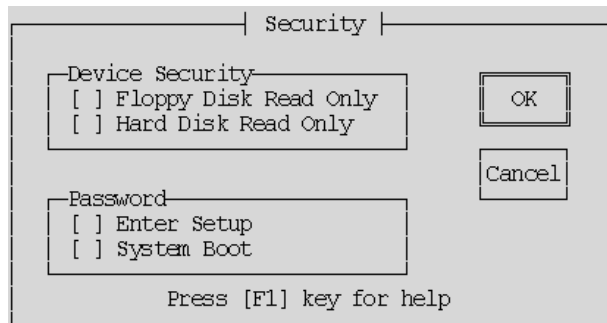 Security
Device Security
[ ] Floppy Disk Read Only
[ ] Hard Disk Read Only
OK
Cancel
Password
[ ] Enter Setup
[ ] System Boot
Press [F1] key for help